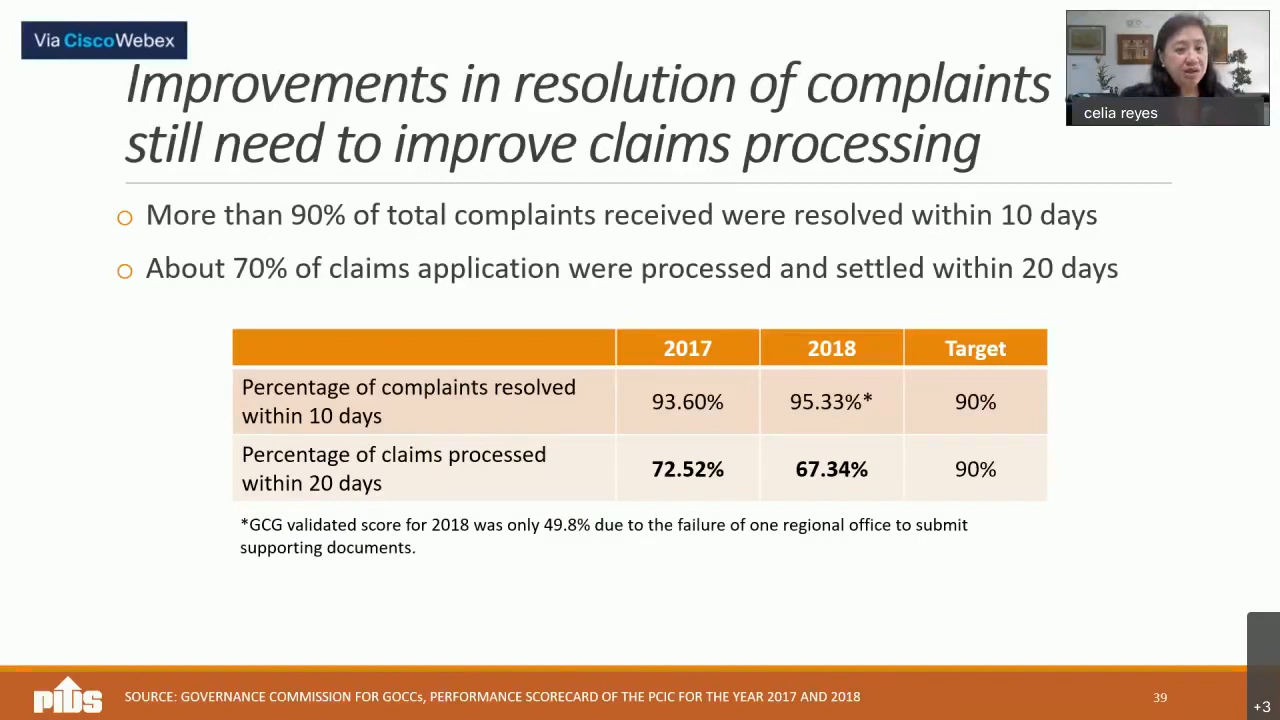 Via CiscoWebex
Improvements in resolution of complaints
still need to improve claims processing
celia reyes
o More than 90% of total complaints received were resolved within 10 days
o About 70% of claims application were processed and settled within 20 days
2017 2018 Target
Percentage of complaints resolved
within 10 days
93.60% 95.33%* 90%
Percentage of claims processed
within 20 days
72.52% 67.34% 90%
*GCG validated score for 2018 was only 49.8% due to the failure of one regional office to submit
supporting documents.
PIDS
SOURCE: GOVERNANCE COMMISSION FOR GOCCs, PERFORMANCE SCORECARD OF THE PCIC FOR THE YEAR 2017 AND 2018
39
+3